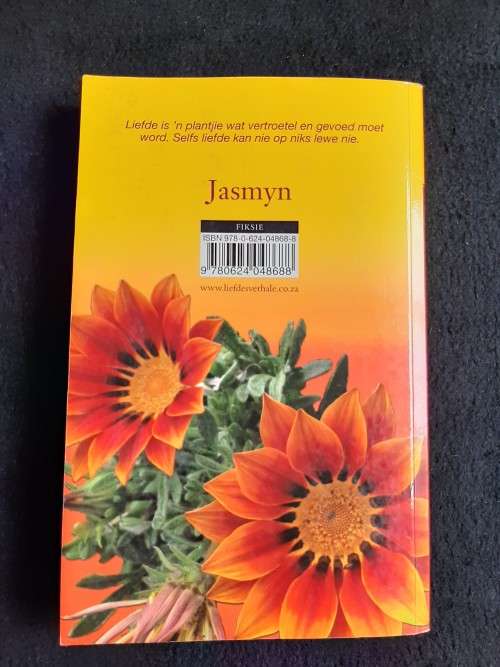 Liefde is 'n plantjie wat vertroetel en gevoed moet
word. Selfs liefde kan nie op niks lewe nie.
Jasmyn
FIKSIE
ISBN 978-0-624-04868-8
9 780624 048688
www.liefdesverhale.co.za